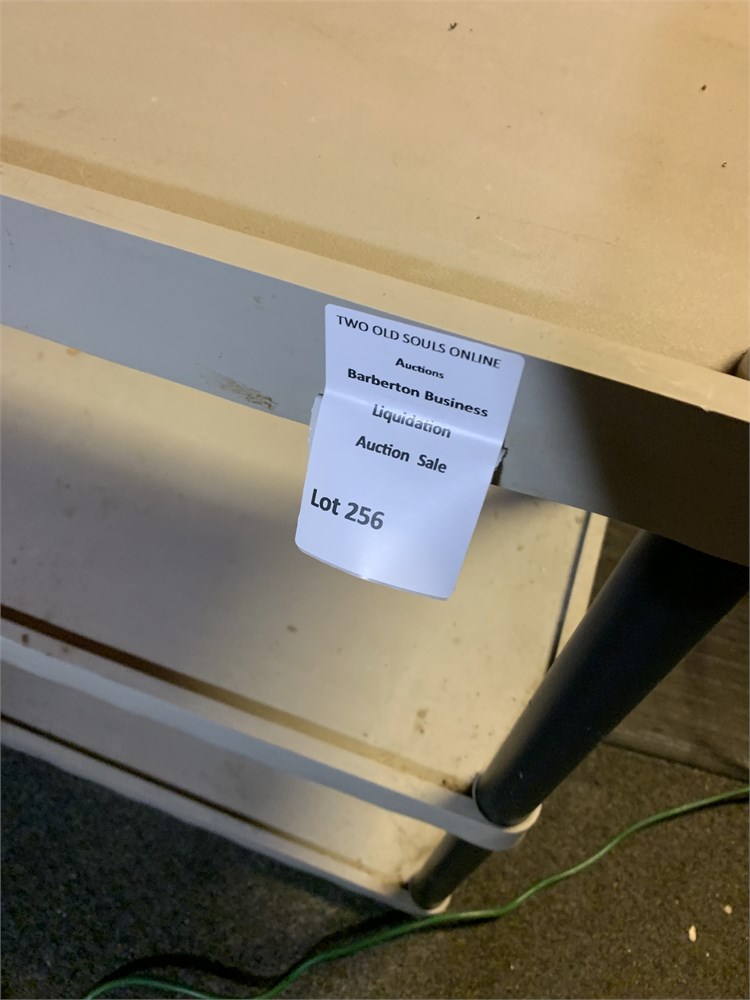 TWO OLD SOULS ONLINE
Auctions
Barberton Business
Liquidation
Auction Sale
Lot 256